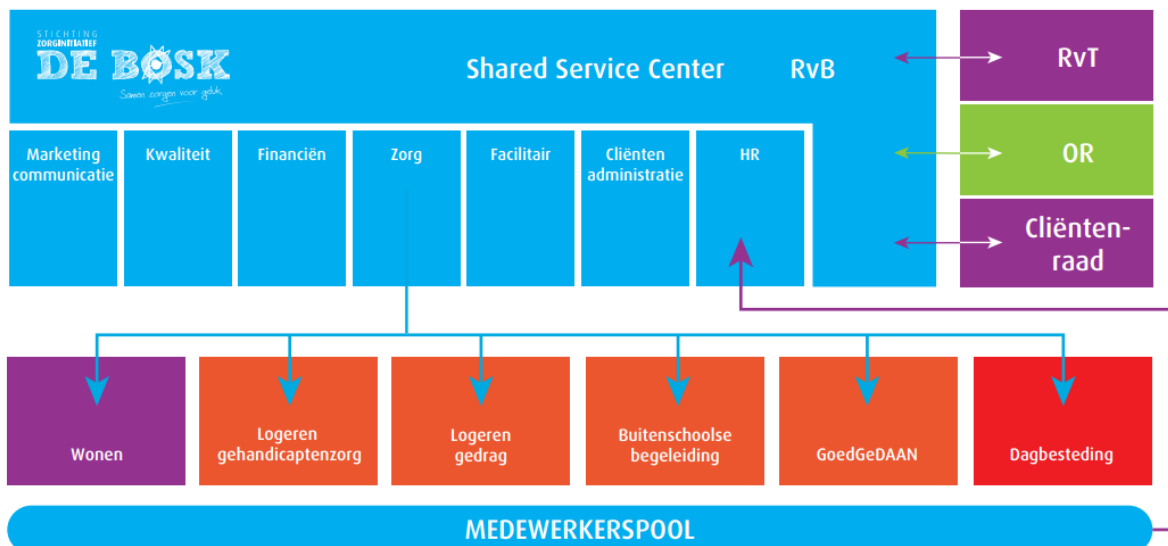 STICHTING
ZORGINITIATIEF
DE BOSK
Samen zorgen voor geluk
Shared Service Center RvB
RvT
OR
Cliënten-
raad
Marketing
communicatie
Kwaliteit
Financiën
Zorg
Facilitair
Cliënten
administratie
HR
Wonen
Logeren
gehandicaptenzorg
Logeren
gedrag
Buitenschoolse
begeleiding
GoedGeDAAN
Dagbesteding
MEDEWERKERSPOOL